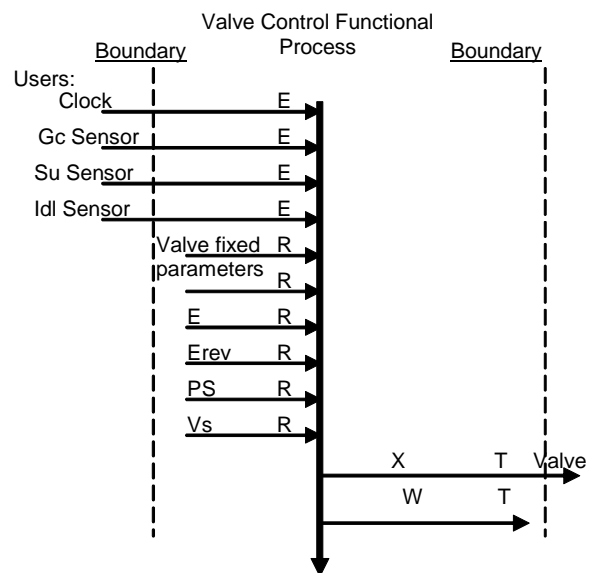 Valve Control Functional
Process
Boundary
Boundary
Users:
Clock E
Gc Sensor E
Su Sensor E
Idl Sensor E
Valve fixed R
parameters
R
E R
Erev R
PS R
Vs R
X T Valve
W T